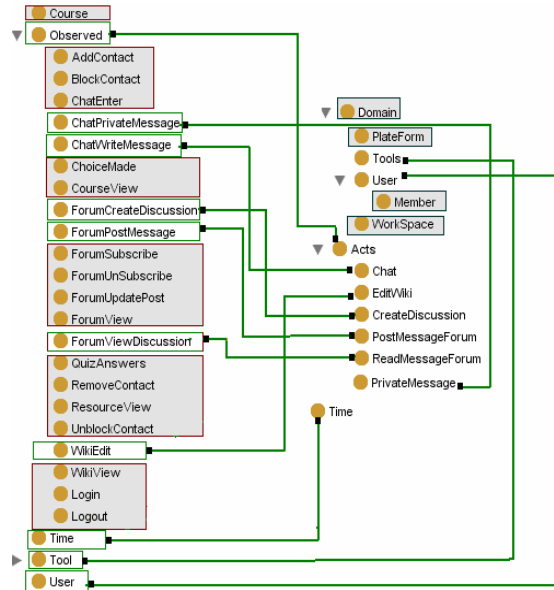 Course
Observed
AddContact
BlockContact
ChatEnter
ChatPrivateMessage
ChatWriteMessage
ChoiceMade
CourseView
ForumCreateDiscussion
ForumPostMessage
ForumSubscribe
ForumUnSubscribe
ForumUpdatePost
ForumView
ForumViewDiscussion
QuizAnswers
RemoveContact
ResourceView
UnblockContact
WikiEdit
WikiView
Login
Logout
Time
Tool
User
Domain
PlateForm
Tools
User
Member
WorkSpace
Acts
Chat
EditWiki
CreateDiscussion
PostMessageForum
ReadMessageForum
PrivateMessage
Time